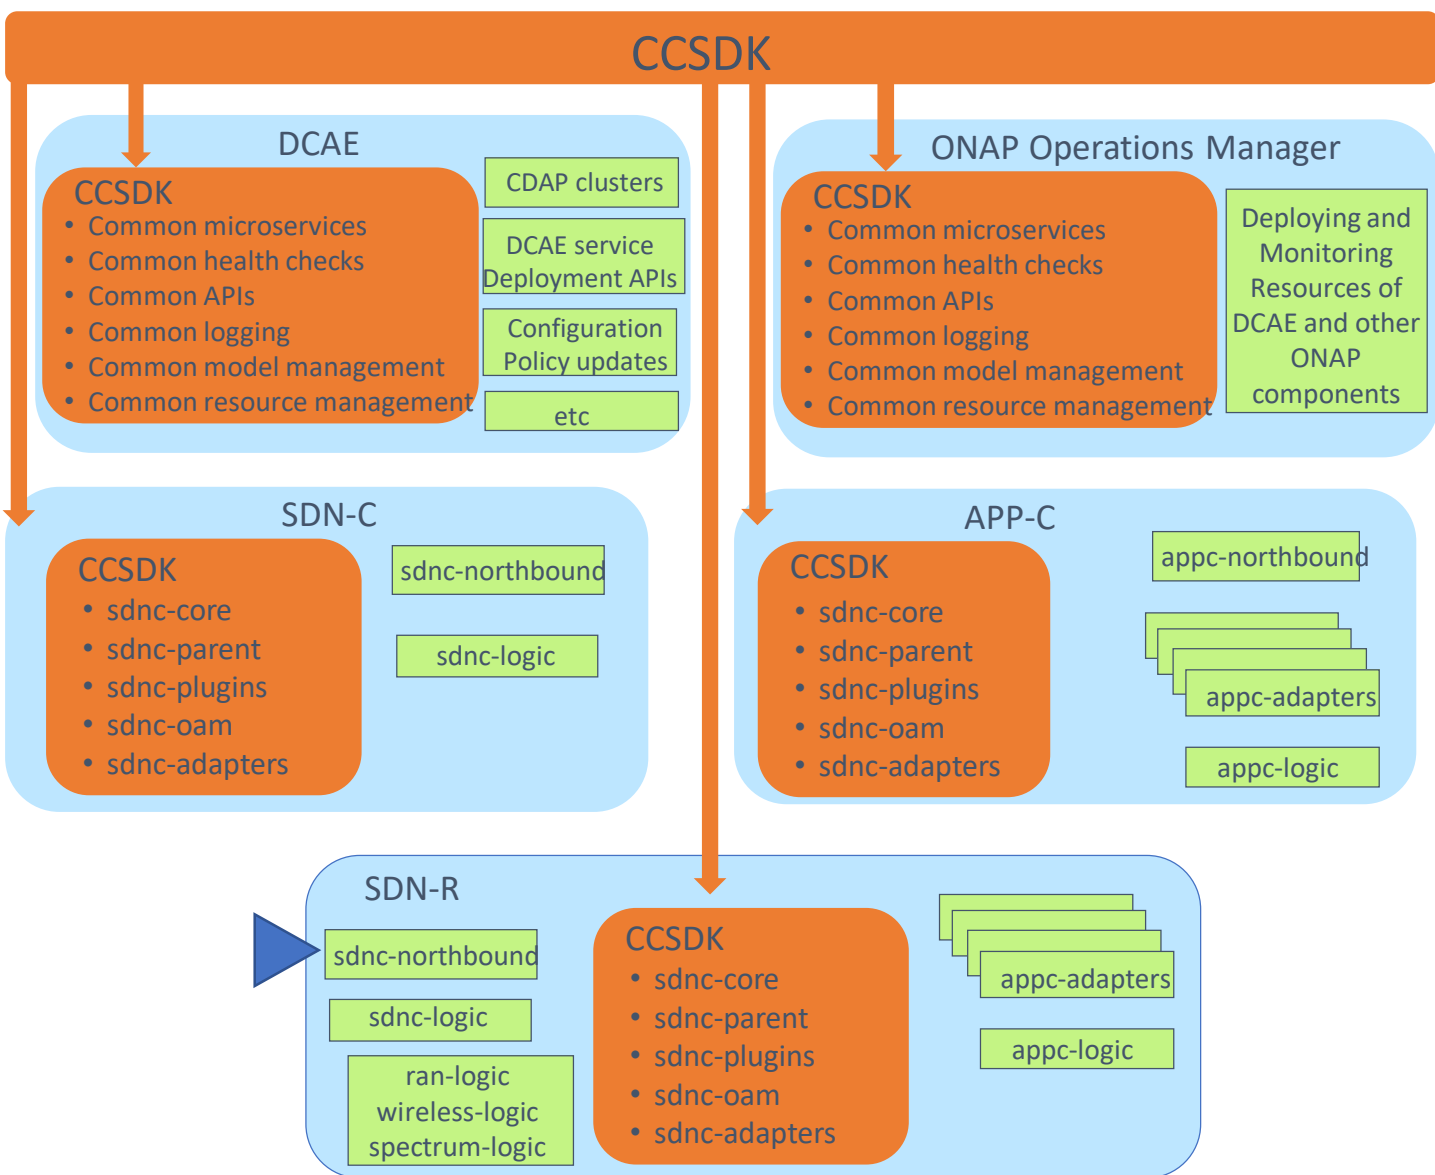 CCSDK
DCAE
CCSDK
• Common microservices
• Common health checks
• Common APIs
• Common logging
• Common model management
• Common resource management
CDAP clusters
DCAE service
Deployment APIs
Configuration
Policy updates
etc
ONAP Operations Manager
CCSDK
• Common microservices
• Common health checks
• Common APIs
• Common logging
• Common model management
• Common resource management
Deploying and
Monitoring
Resources of
DCAE and other
ONAP
components
SDN-C
CCSDK
• sdnc-core
• sdnc-parent
• sdnc-plugins
• sdnc-oam
• sdnc-adapters
sdnc-northbound
sdnc-logic
APP-C
CCSDK
• sdnc-core
• sdnc-parent
• sdnc-plugins
• sdnc-oam
• sdnc-adapters
appc-northbound
appc-adapters
appc-logic
SDN-R
sdnc-northbound
sdnc-logic
ran-logic
wireless-logic
spectrum-logic
CCSDK
• sdnc-core
• sdnc-parent
• sdnc-plugins
• sdnc-oam
• sdnc-adapters
appc-adapters
appc-logic